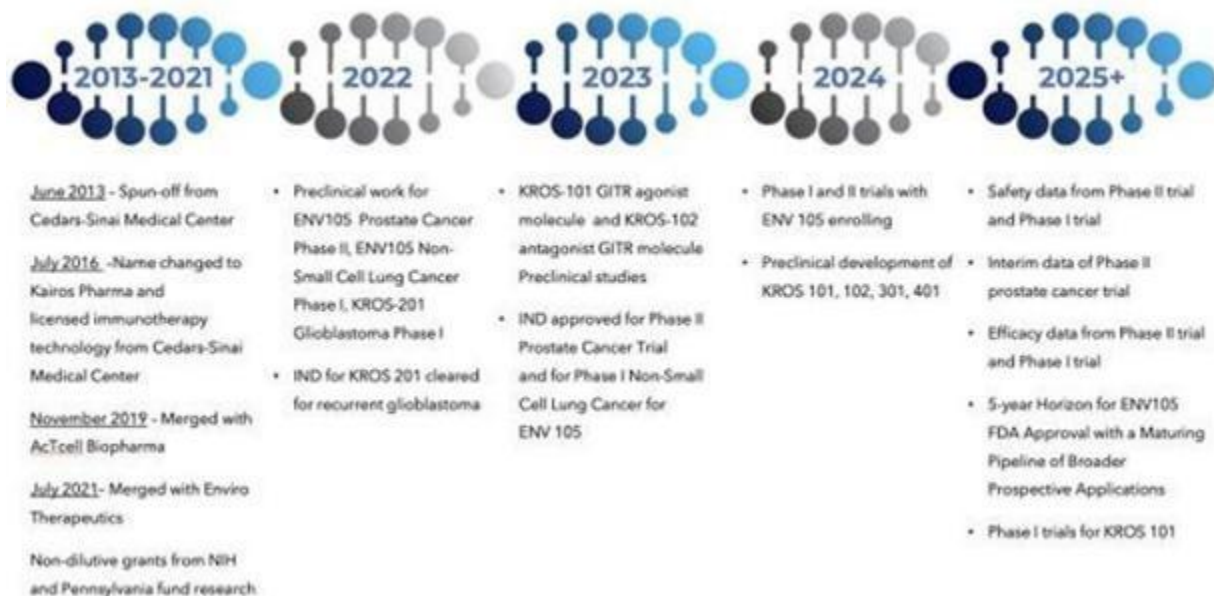 2013-2021
June 2013 - Spun-off from
Cedars-Sinai Medical Center
July 2016 -Name changed to
Kairos Pharma and
licensed immunotherapy
technology from Cedars-Sinai
Medical Center
November 2019 - Merged with
AcTcell Biopharma
July 2021- Merged with Enviro
Therapeutics
Non-dilutive grants from NIH
and Pennsylvania fund research
2022
• Preclinical work for
ENV105 Prostate Cancer
Phase II, ENV105 Non-
Small Cell Lung Cancer
Phase I, KROS-201
Glioblastoma Phase I
• IND for KROS 201 cleared
for recurrent glioblastoma
2023
• KROS-101 GITR agonist
molecule and KROS-102
antagonist GITR molecule
Preclinical studies
• IND approved for Phase II
Prostate Cancer Trial
and for Phase I Non-Small
Cell Lung Cancer for
ENV 105
2024
• Phase I and II trials with
ENV 105 enrolling
• Preclinical development of
KROS 101, 102, 301, 401
2025+
• Safety data from Phase II trial
and Phase I trial
• Interim data of Phase II
prostate cancer trial
• Efficacy data from Phase II trial
and Phase I trial
• 5-year Horizon for ENV105
FDA Approval with a Maturing
Pipeline of Broader
Prospective Applications
• Phase I trials for KROS 101